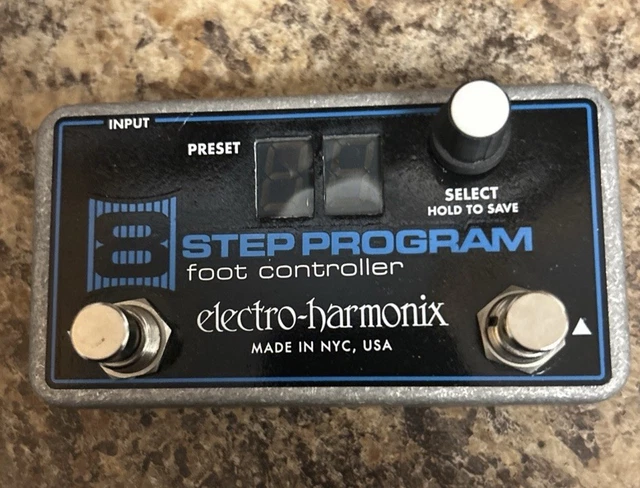 INPUT
PRESET
SELECT
HOLD TO SAVE
8
STEP PROGRAM
foot controller
electro-harmonix
MADE IN NYC, USA